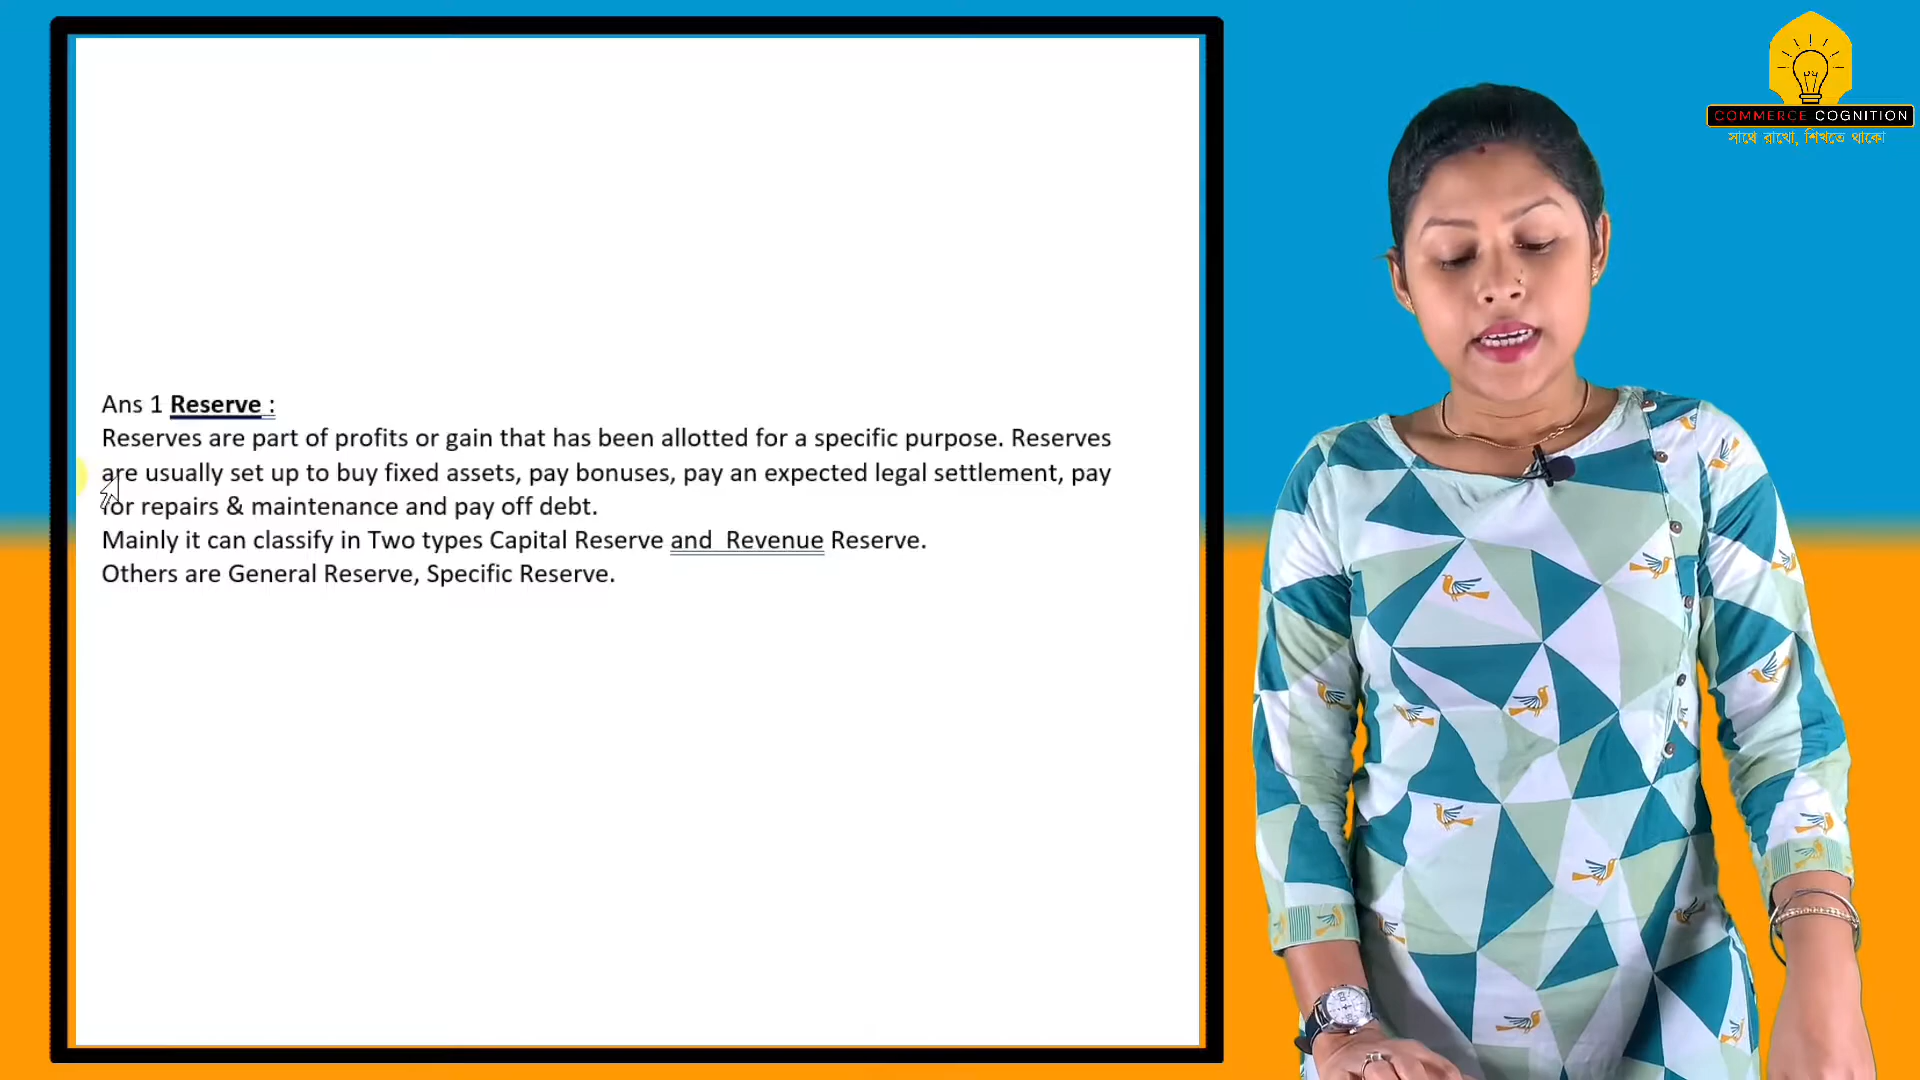 COMMERCE COGNITION
সাথে রাখো, শিখতে থাকো
Ans 1 Reserve :
Reserves are part of profits or gain that has been allotted for a specific purpose. Reserves
are usually set up to buy fixed assets, pay bonuses, pay an expected legal settlement, pay
for repairs & maintenance and pay off debt.
Mainly it can classify in Two types Capital Reserve and  Revenue Reserve.
Others are General Reserve, Specific Reserve.